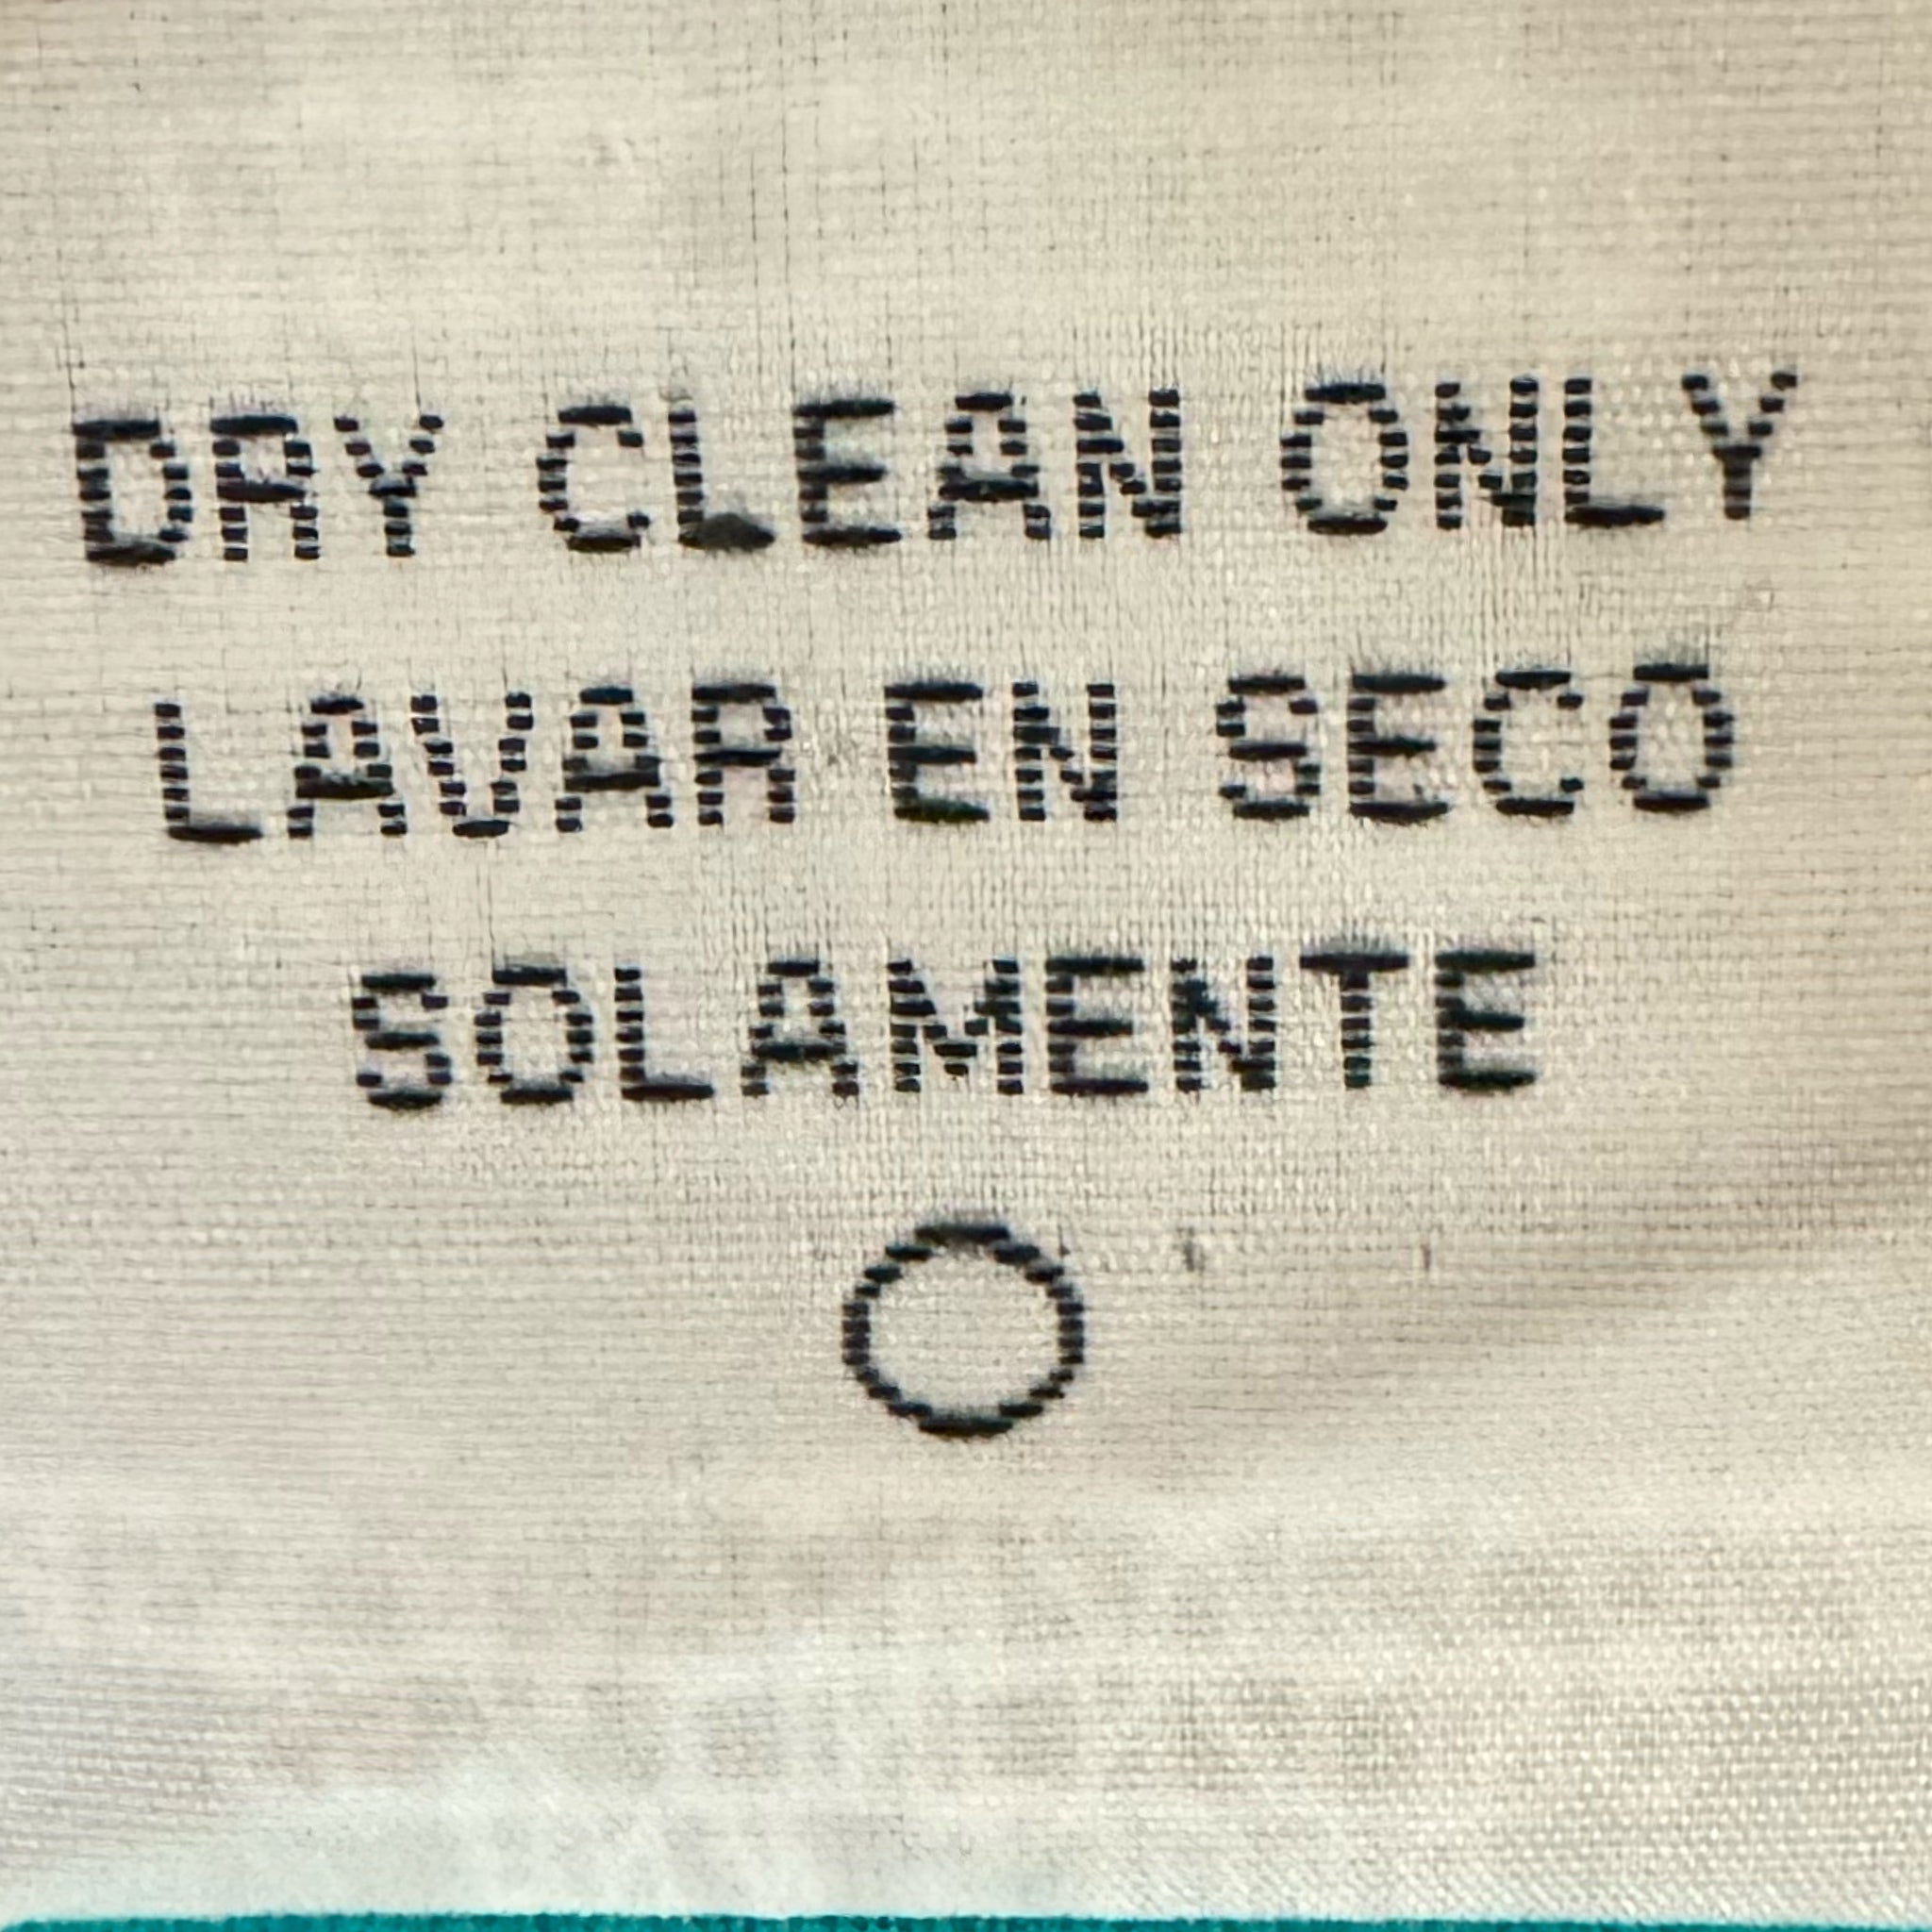 DRY CLEAN ONLY
LAVAR EN SECO
SOLAMENTE